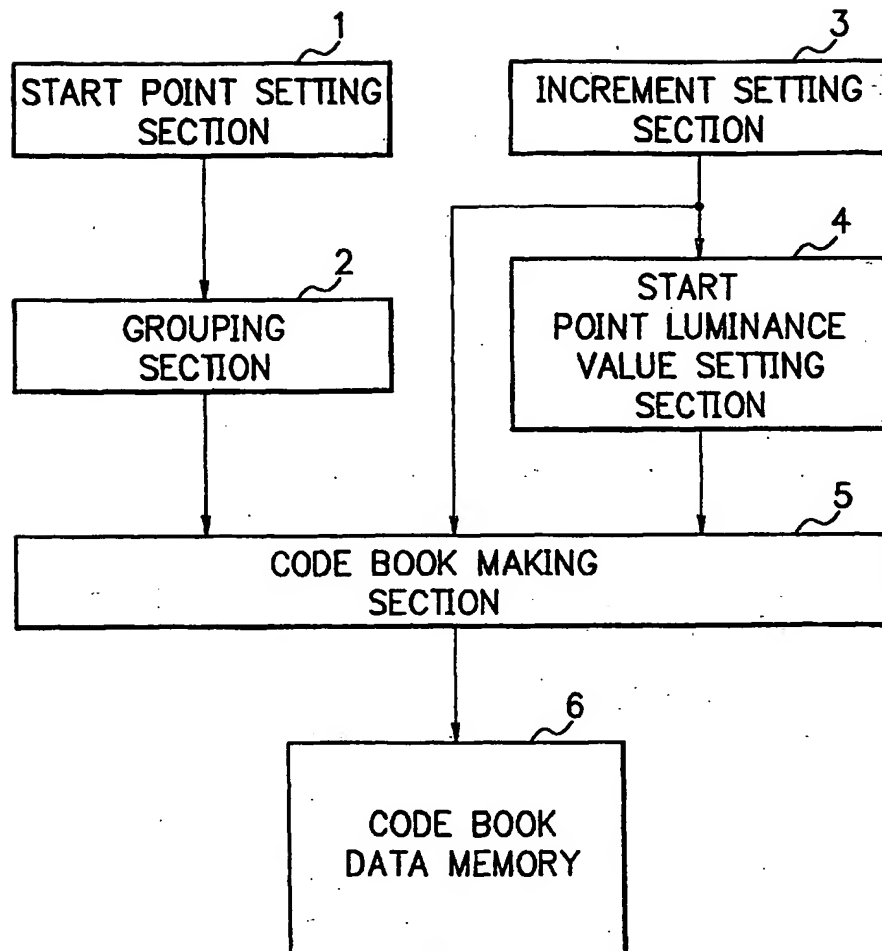 1
START POINT SETTING
SECTION
3
INCREMENT SETTING
SECTION
2
GROUPING
SECTION
4
START
POINT LUMINANCE
VALUE SETTING
SECTION
5
CODE BOOK MAKING
SECTION
6
CODE BOOK
DATA MEMORY